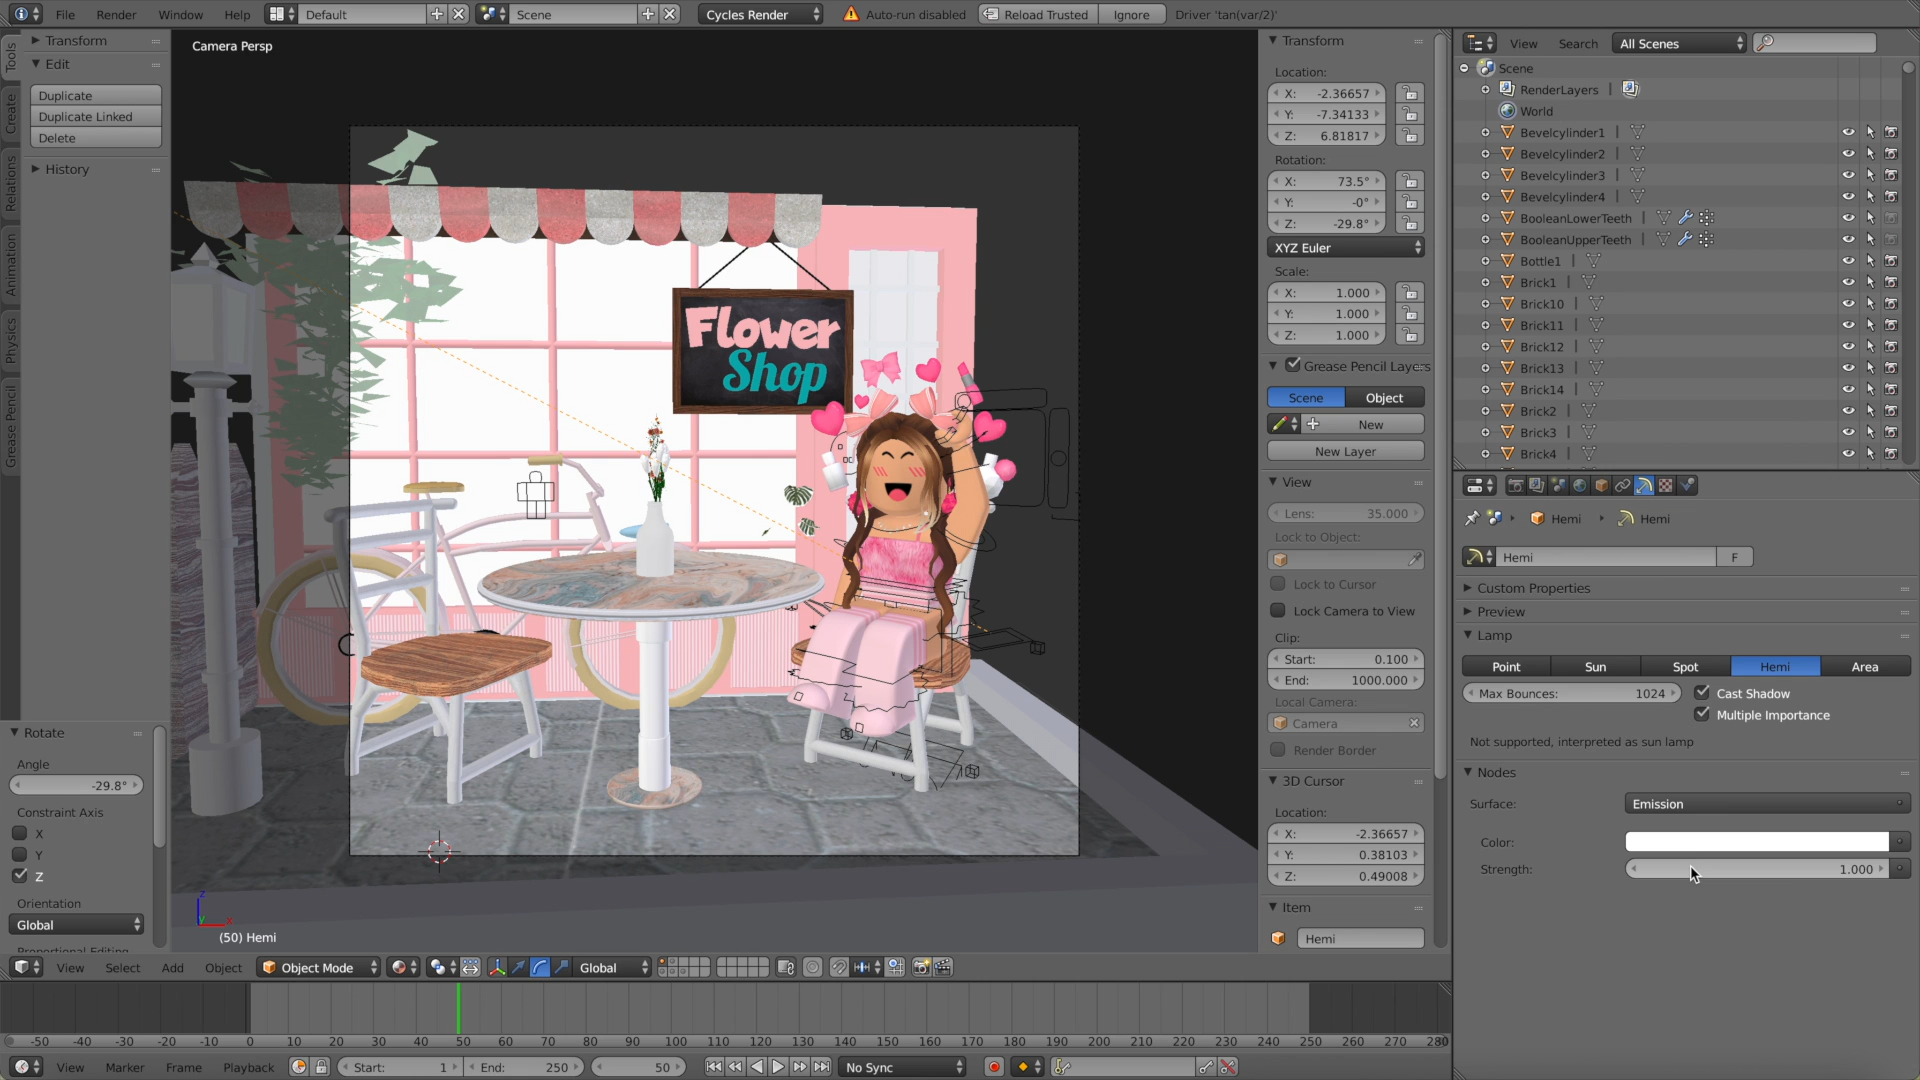 File Render Window Help Default Scene Cycles Render Auto-run disabled Reload Trusted Ignore Driver 'tan(var/2)'
Tools
Create
Relations
Animation
Physics
Grease Pencil
Transform
Edit
Duplicate
Duplicate Linked
Delete
History
Rotate
Angle
-29.8°
Constraint Axis
X
Y
Z
Orientation
Global
Camera Persp
Flower
Shop
(50) Hemi
Transform
Location:
X: -2.36657
Y: -7.34133
Z: 6.81817
Rotation:
X: 73.5°
Y: -0°
Z: -29.8°
XYZ Euler
Scale:
X: 1.000
Y: 1.000
Z: 1.000
Grease Pencil Layers
Scene Object
New
New Layer
View
Lens: 35.000
Lock to Object:
Lock to Cursor
Lock Camera to View
Clip:
Start: 0.100
End: 1000.000
Local Camera:
Camera
Render Border
3D Cursor
Location:
X: -2.36657
Y: 0.38103
Z: 0.49008
Item
Hemi
View Search All Scenes
Scene
RenderLayers
World
Bevelcylinder1
Bevelcylinder2
Bevelcylinder3
Bevelcylinder4
BooleanLowerTeeth
BooleanUpperTeeth
Bottle1
Brick1
Brick10
Brick11
Brick12
Brick13
Brick14
Brick2
Brick3
Brick4
Hemi Hemi
Hemi F
Custom Properties
Preview
Lamp
Point Sun Spot Hemi Area
Max Bounces: 1024 Cast Shadow
Multiple Importance
Not supported, interpreted as sun lamp
Nodes
Surface: Emission
Color:
Strength: 1.000
View Select Add Object Object Mode Global
-50 -40 -30 -20 -10 0 10 20 30 40 50 60 70 80 90 100 110 120 130 140 150 160 170 180 190 200 210 220 230 240 250 260 270
View Marker Frame Playback Start: 1 End: 250 50 No Sync